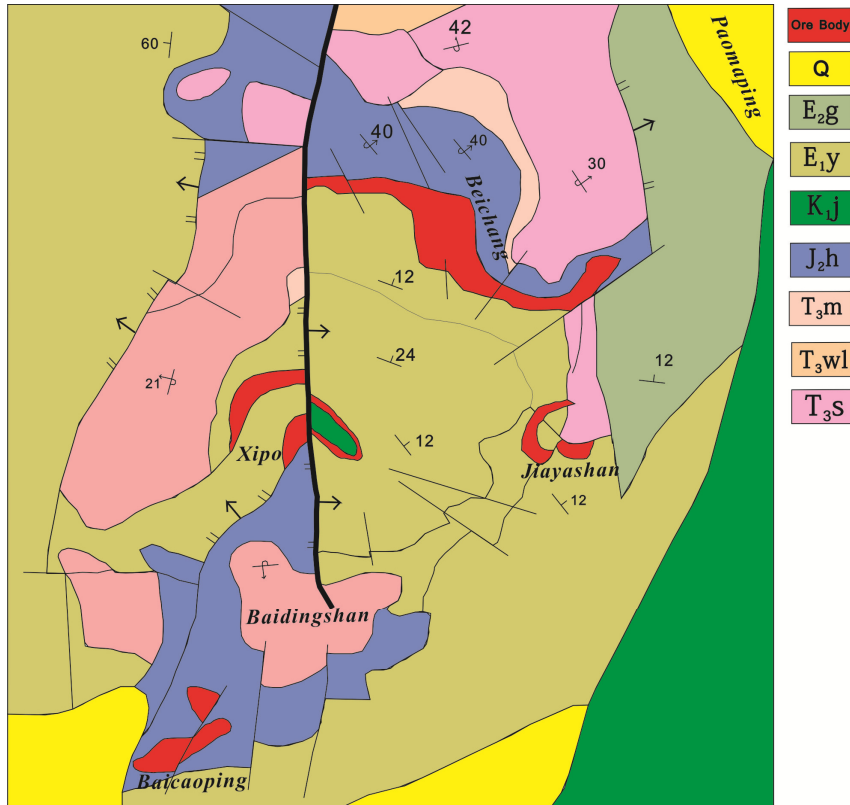 42
60
Paomaping
40
40
30
Beichang
12
24
12
21
12
Xipo
Jiayashan
12
Baidingshan
Baicaoping
Ore Body
Q
E₂g
E₁y
K₁j
J₂h
T₃m
T₃wl
T₃s